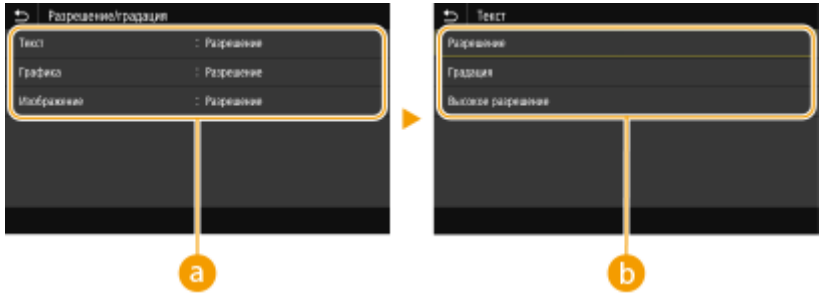 Разрешение/градация
Текст : Разрешение
Графика : Разрешение
Изображение : Разрешение
a
Текст
Разрешение
Градация
Высокое разрешение
b